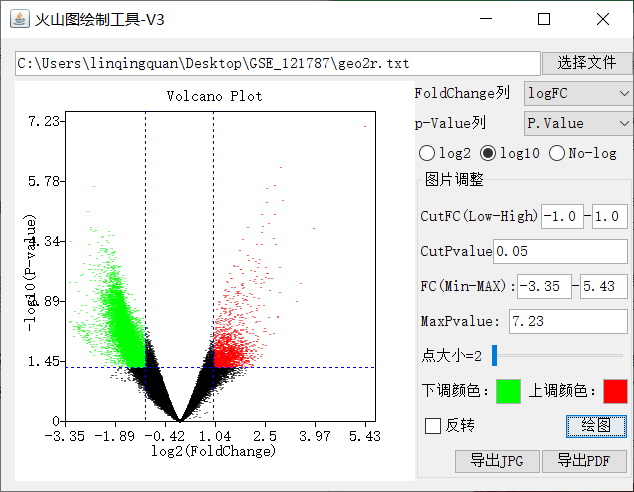 火山图绘制工具-V3
C:\Users\linqingquan\Desktop\GSE_121787\geo2r.txt 选择文件
Volcano Plot
FoldChange列 logFC
p-Value列 P.Value
log2 log10 No-log
图片调整
CutFC(Low-High) -1.0 - 1.0
CutPvalue 0.05
FC(Min-MAX): -3.35 - 5.43
MaxPvalue: 7.23
点大小=2
下调颜色: 上调颜色:
反转 绘图
导出JPG 导出PDF
-log10(P-value)
7.23
5.78
4.34
2.89
1.45
0
-3.35 -1.89 -0.42 1.04 2.5 3.97 5.43
log2(FoldChange)